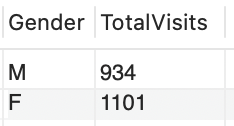 Gender TotalVisits
M 934
F 1101